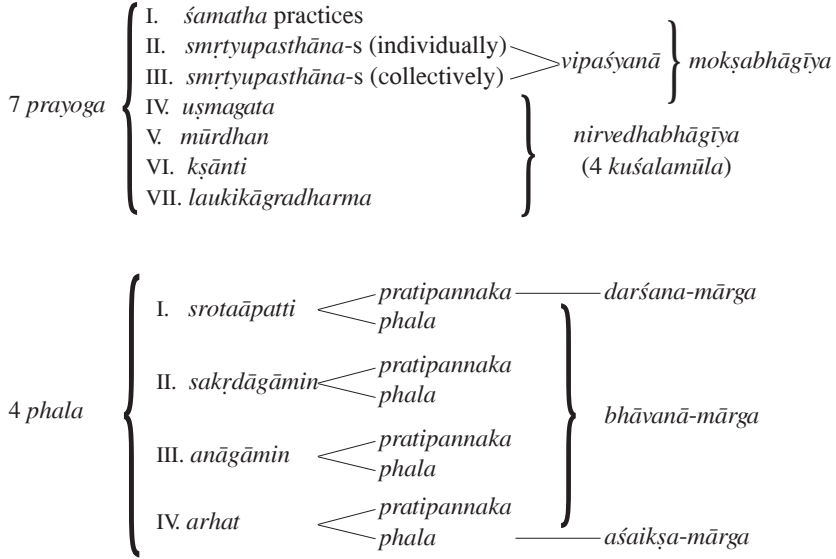 I. śamatha practices
II. smṛtyupasthāna-s (individually)
III. smṛtyupasthāna-s (collectively)
vipaśyanā
mokṣabhāgīya
7 prayoga
IV. uṣmagata
V. mūrdhan
VI. kṣānti
VII. laukikāgradharma
nirvedhabhāgīya
(4 kuśalamūla)
4 phala
I. srotaāpatti
pratipannaka
phala
darśana-mārga
II. sakṛdāgāmin
pratipannaka
phala
III. anāgāmin
pratipannaka
phala
bhāvanā-mārga
IV. arhat
pratipannaka
phala
aśaikṣa-mārga